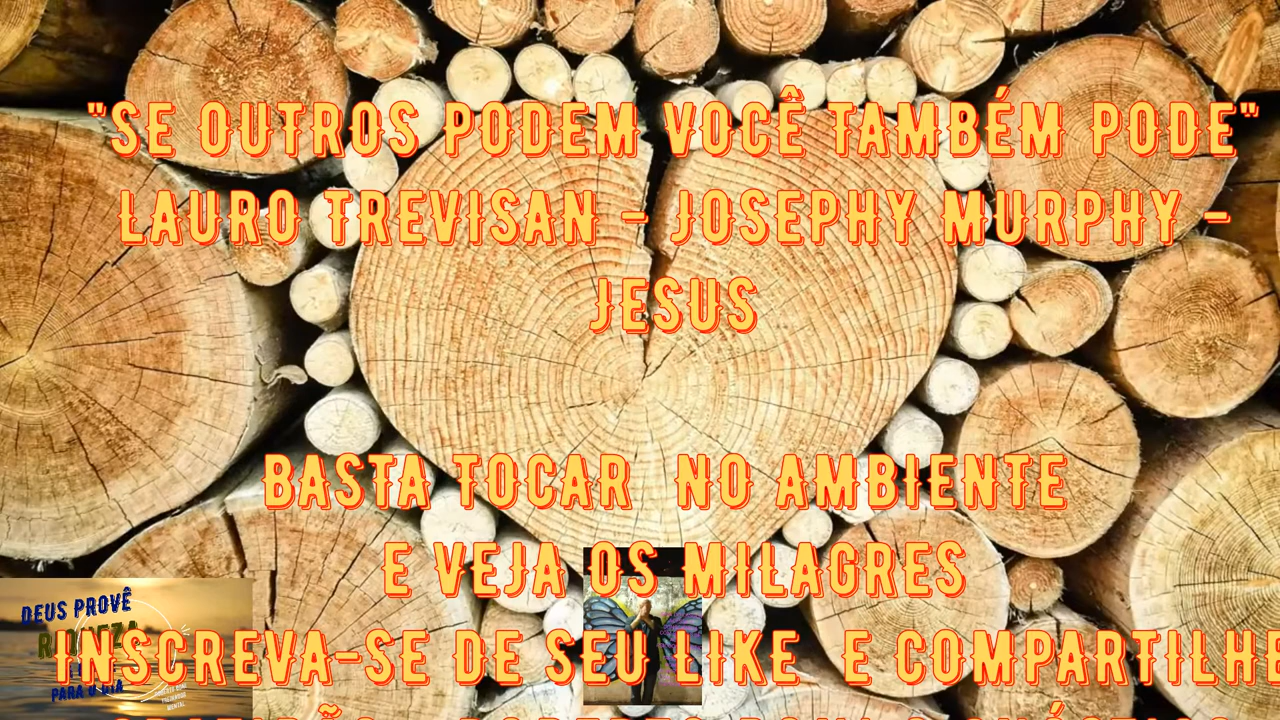 "SE OUTROS PODEM VOCÊ TAMBÉM PODE"
LAURO TREVISAN - JOSEPHY MURPHY -
JESUS
BASTA TOCAR NO AMBIENTE
E VEJA OS MILAGRES
INSCREVA-SE DE SEU LIKE E COMPARTILHE
DEUS PROVÊ
RIQUEZA
PARA O DIA